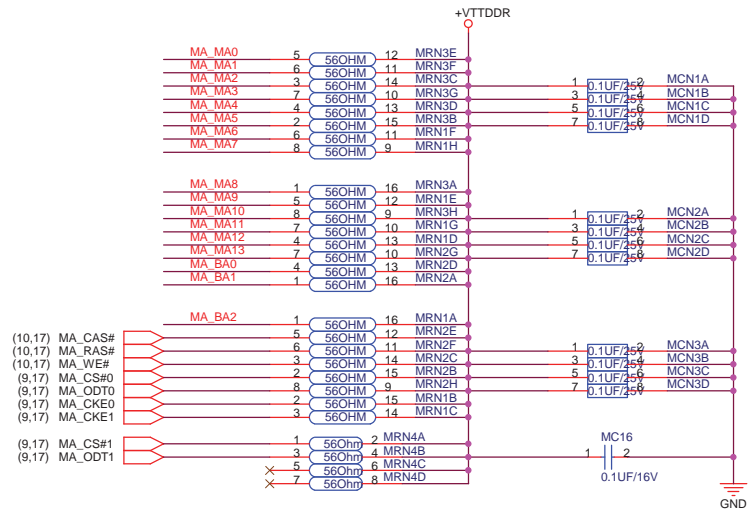 +VTTDDR
MA_MA0 5 56OHM 12 MRN3E
MA_MA1 6 56OHM 11 MRN3F
MA_MA2 3 56OHM 14 MRN3C 1 0.1UF/25V 2 MCN1A
MA_MA3 7 56OHM 10 MRN3G 3 0.1UF/25V 4 MCN1B
MA_MA4 4 56OHM 13 MRN3D 5 0.1UF/25V 6 MCN1C
MA_MA5 2 56OHM 15 MRN3B 7 0.1UF/25V 8 MCN1D
MA_MA6 6 56OHM 11 MRN1F
MA_MA7 8 56OHM 9 MRN1H
MA_MA8 1 56OHM 16 MRN3A
MA_MA9 5 56OHM 12 MRN1E
MA_MA10 8 56OHM 9 MRN3H 1 0.1UF/25V 2 MCN2A
MA_MA11 7 56OHM 10 MRN1G 3 0.1UF/25V 4 MCN2B
MA_MA12 4 56OHM 13 MRN1D 5 0.1UF/25V 6 MCN2C
MA_MA13 7 56OHM 10 MRN2G 7 0.1UF/25V 8 MCN2D
MA_BA0 4 56OHM 13 MRN2D
MA_BA1 1 56OHM 16 MRN2A
MA_BA2 1 56OHM 16 MRN1A
(10,17) MA_CAS# 5 56OHM 12 MRN2E
(10,17) MA_RAS# 6 56OHM 11 MRN2F 1 0.1UF/25V 2 MCN3A
(10,17) MA_WE# 3 56OHM 14 MRN2C 3 0.1UF/25V 4 MCN3B
(9,17) MA_CS#0 2 56OHM 15 MRN2B 5 0.1UF/25V 6 MCN3C
(9,17) MA_ODT0 8 56OHM 9 MRN2H 7 0.1UF/25V 8 MCN3D
(9,17) MA_CKE0 2 56OHM 15 MRN1B
(9,17) MA_CKE1 3 56OHM 14 MRN1C
(9,17) MA_CS#1 1 56Ohm 2 MRN4A MC16
(9,17) MA_ODT1 3 56Ohm 4 MRN4B 1 2
5 56Ohm 6 MRN4C 0.1UF/16V
7 56Ohm 8 MRN4D
GND